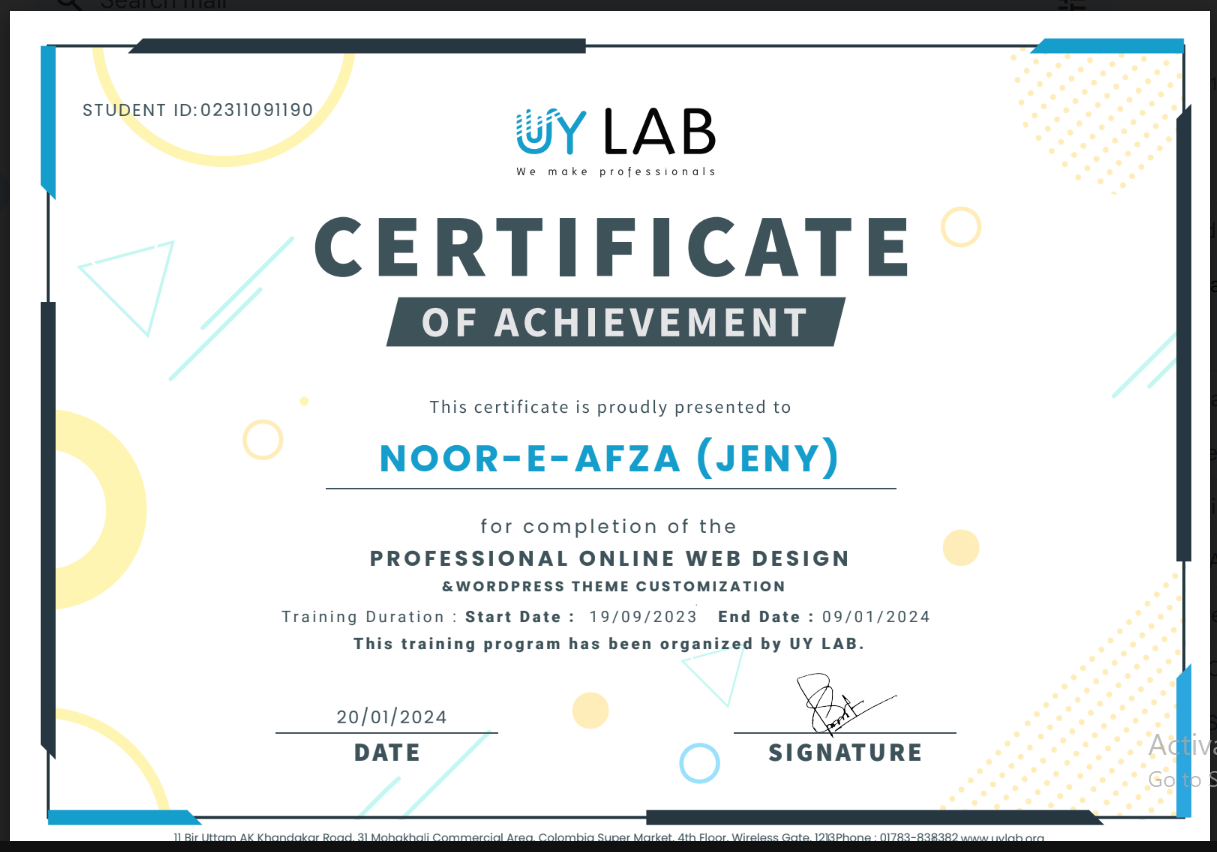 Search mail
STUDENT ID:02311091190
UY LAB
We make professionals
CERTIFICATE
OF ACHIEVEMENT
This certificate is proudly presented to
NOOR-E-AFZA (JENY)
for completion of the
PROFESSIONAL ONLINE WEB DESIGN
&WORDPRESS THEME CUSTOMIZATION
Training Duration : Start Date : 19/09/2023 End Date : 09/01/2024
This training program has been organized by UY LAB.
20/01/2024
DATE
SIGNATURE
Activa
Go to S
11 Bir Uttam AK Khandakar Road, 31 Mohakhali Commercial Area, Colombia Super Market, 4th Floor, Wireless Gate, 1213Phone : 01783-838382 www.uylab.org